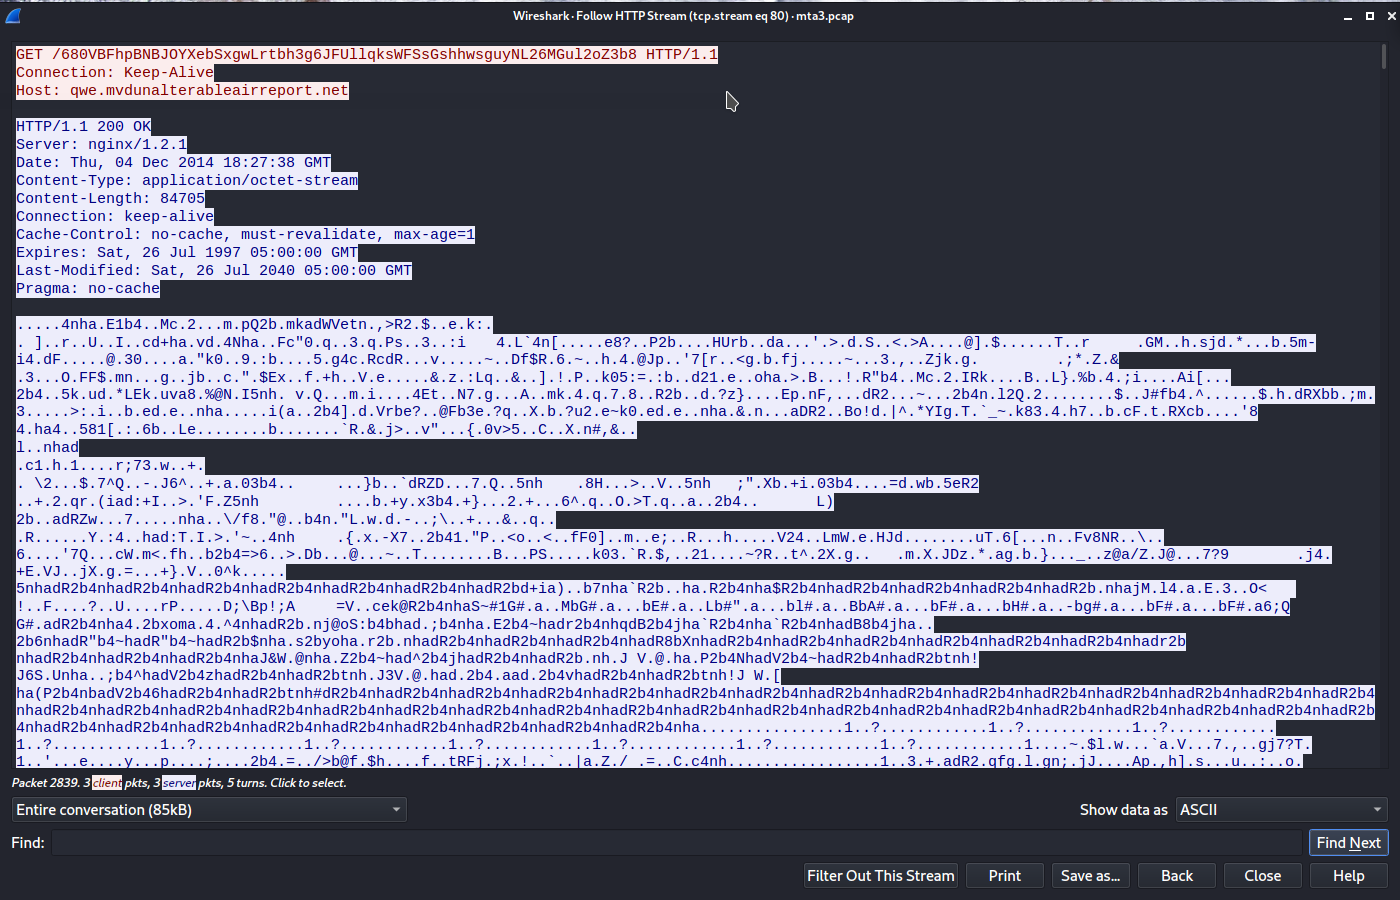 Wireshark · Follow HTTP Stream (tcp.stream eq 80) · mta3.pcap
GET /680VBFhpBNBJOYXebSxgwLrtbh3g6JFUllqksWFSsGshhwsguyNL26MGul2oZ3b8 HTTP/1.1
Connection: Keep-Alive
Host: qwe.mvdunalterableairreport.net
HTTP/1.1 200 OK
Server: nginx/1.2.1
Date: Thu, 04 Dec 2014 18:27:38 GMT
Content-Type: application/octet-stream
Content-Length: 84705
Connection: keep-alive
Cache-Control: no-cache, must-revalidate, max-age=1
Expires: Sat, 26 Jul 1997 05:00:00 GMT
Last-Modified: Sat, 26 Jul 2040 05:00:00 GMT
Pragma: no-cache
.....4nha.E1b4..Mc.2...m.pQ2b.mkadWVetn.,>R2.$..e.k:.
. ]..r..U..I..cd+ha.vd.4Nha..Fc"0.q..3.q.Ps..3..:i 4.L`4n[.....e8?..P2b....HUrb..da...'.>.d.S..<.>A....@].$......T..r .GM..h.sjd.*...b.5m-
i4.dF.....@.30....a."k0..9.:b....5.g4c.RcdR...v.....~..Df$R.6.~..h.4.@Jp..'7[r..<g.b.fj.....~...3....Zjk.g. .;*.Z.&
.3...O.FF$.mn...g..jb..c.".$Ex..f.+h..V.e.....&.z.:Lq..&..].!.P..k05:=.:b..d21.e..oha.>.B...!.R"b4..Mc.2.IRk....B..L}.%b.4.;i....Ai[...
2b4..5k.ud.*LEk.uva8.%@N.I5nh. v.Q...m.i....4Et..N7.g...A..mk.4.q.7.8..R2b..d.?z}....Ep.nF,...dR2...~...2b4n.l2Q.2........$..J#fb4.^......$.h.dRXbb.;m.
3.....>:.i..b.ed.e..nha.....i(a..2b4].d.Vrbe?..@Fb3e.?q..X.b.?u2.e~k0.ed.e..nha.&.n...aDR2..Bo!d.|^.*YIg.T.`_~.k83.4.h7..b.cF.t.RXcb....'8
4.ha4..581[.:.6b..Le........b.......`R.&.j>..v"...{.0v>5..C..X.n#,&..
l..nhad
.c1.h.1....r;73.w..+.
. \2...$.7^Q..-.J6^..+.a.03b4.. ...}b..`dRZD...7.Q..5nh .8H...>..V..5nh ;".Xb.+i.03b4....=d.wb.5eR2
..+.2.qr.(iad:+I..>.'F.Z5nh ....b.+y.x3b4.+}...2.+...6^.q..O.>T.q..a..2b4.. L)
2b..adRZw...7.....nha..\/f8."@..b4n."L.w.d.-..;\..+...&..q..
.R......Y.:4..had:T.I.>.'~..4nh .{.x.-X7..2b41."P..<o..<..fF0]..m..e;..R...h.....V24..LmW.e.HJd........uT.6[...n..Fv8NR..\..
6....'7Q...cW.m<.fh..b2b4=>6..>.Db...@...~..T........B...PS.....k03.`R.$,..21....~?R..t^.2X.g.. .m.X.JDz.*.ag.b.}..._..z@a/Z.J@...7?9 .j4.
+E.VJ..jX.g.=...+}.V..0^k.....
5nhadR2b4nhadR2b4nhadR2b4nhadR2b4nhadR2b4nhadR2bd+ia)..b7nha`R2b..ha.R2b4nha$R2b4nhadR2b4nhadR2b4nhadR2b4nhadR2b.nhajM.l4.a.E.3..O<
!..F....?..U....rP.....D;\Bp!;A =V..cek@R2b4nhaS~#1G#.a..MbG#.a...bE#.a..Lb#".a...bl#.a..BbA#.a...bF#.a...bH#.a..-bg#.a...bF#.a...bF#.a6;Q
G#.adR2b4nha4.2bxoma.4.^4nhadR2b.nj@oS:b4bhad.;b4nha.E2b4~hadr2b4nhqdB2b4jha`R2b4nha`R2b4nhadB8b4jha..
2b6nhadR"b4~hadR"b4~hadR2b$nha.s2byoha.r2b.nhadR2b4nhadR2b4nhadR8bXnhadR2b4nhadR2b4nhadR2b4nhadR2b4nhadR2b4nhadR2b4nhadr2b
nhadR2b4nhadR2b4nhadR2b4nhaJ&W.@nha.Z2b4~had^2b4jhadR2b4nhadR2b.nh.J V.@.ha.P2b4NhadV2b4~hadR2b4nhadR2btnh!
J6S.Unha..;b4^hadV2b4zhadR2b4nhadR2btnh.J3V.@.had.2b4.aad.2b4vhadR2b4nhadR2btnh!J W.[
ha(P2b4nbadV2b46hadR2b4nhadR2btnh#dR2b4nhadR2b4nhadR2b4nhadR2b4nhadR2b4nhadR2b4nhadR2b4nhadR2b4nhadR2b4nhadR2b4nhadR2b4nhadR2b4
nhadR2b4nhadR2b4nhadR2b4nhadR2b4nhadR2b4nhadR2b4nhadR2b4nhadR2b4nhadR2b4nhadR2b4nhadR2b4nhadR2b4nhadR2b4nhadR2b4nhadR2b4nhadR2b
4nhadR2b4nhadR2b4nhadR2b4nhadR2b4nhadR2b4nhadR2b4nhadR2b4nhadR2b4nhadR2b4nha................1..?............1..?............1..?............
1..?............1..?............1..?............1..?............1..?............1..?............1..?............1....~.$l.w...`a.V...7.,..gj7?T.
1..'...e....y...p....;....2b4.=../>b@f.$h....f..tRFj.;x.!..`..|a.Z./ .=..C.c4nh.................1..3.+.adR2.qfg.l.gn;.jJ....Ap.,h].s...u..:..o.
Packet 2839. 3 client pkts, 3 server pkts, 5 turns. Click to select.
Entire conversation (85kB)
Show data as ASCII
Find:
Find Next
Filter Out This Stream
Print
Save as...
Back
Close
Help